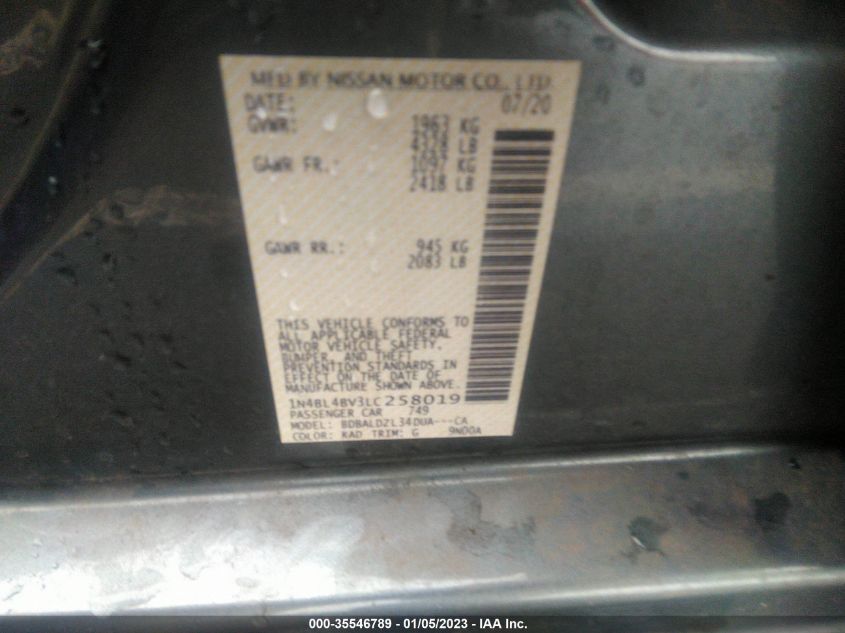 MFD BY NISSAN MOTOR CO., LTD.
DATE: 07/20
GVWR: 1963 KG
4328 LB
GAWR FR.: 1097 KG
2418 LB
GAWR RR.: 945 KG
2083 LB
THIS VEHICLE CONFORMS TO
ALL APPLICABLE FEDERAL
MOTOR VEHICLE SAFETY,
BUMPER, AND THEFT
PREVENTION STANDARDS IN
EFFECT ON THE DATE OF
MANUFACTURE SHOWN ABOVE.
1N4BL4BV3LC258019
PASSENGER CAR 749
MODEL: BDBALDZL34DUA---CA
COLOR: KAD TRIM: G 9N00A
000-35546789 - 01/05/2023 - IAA Inc.